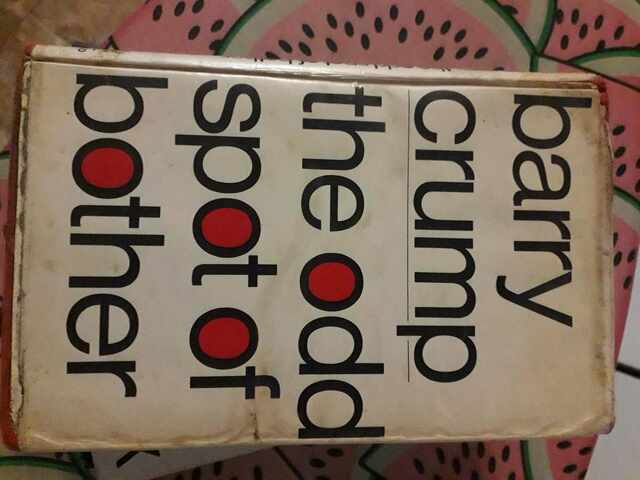 barry
crump
the odd
spot of
bother